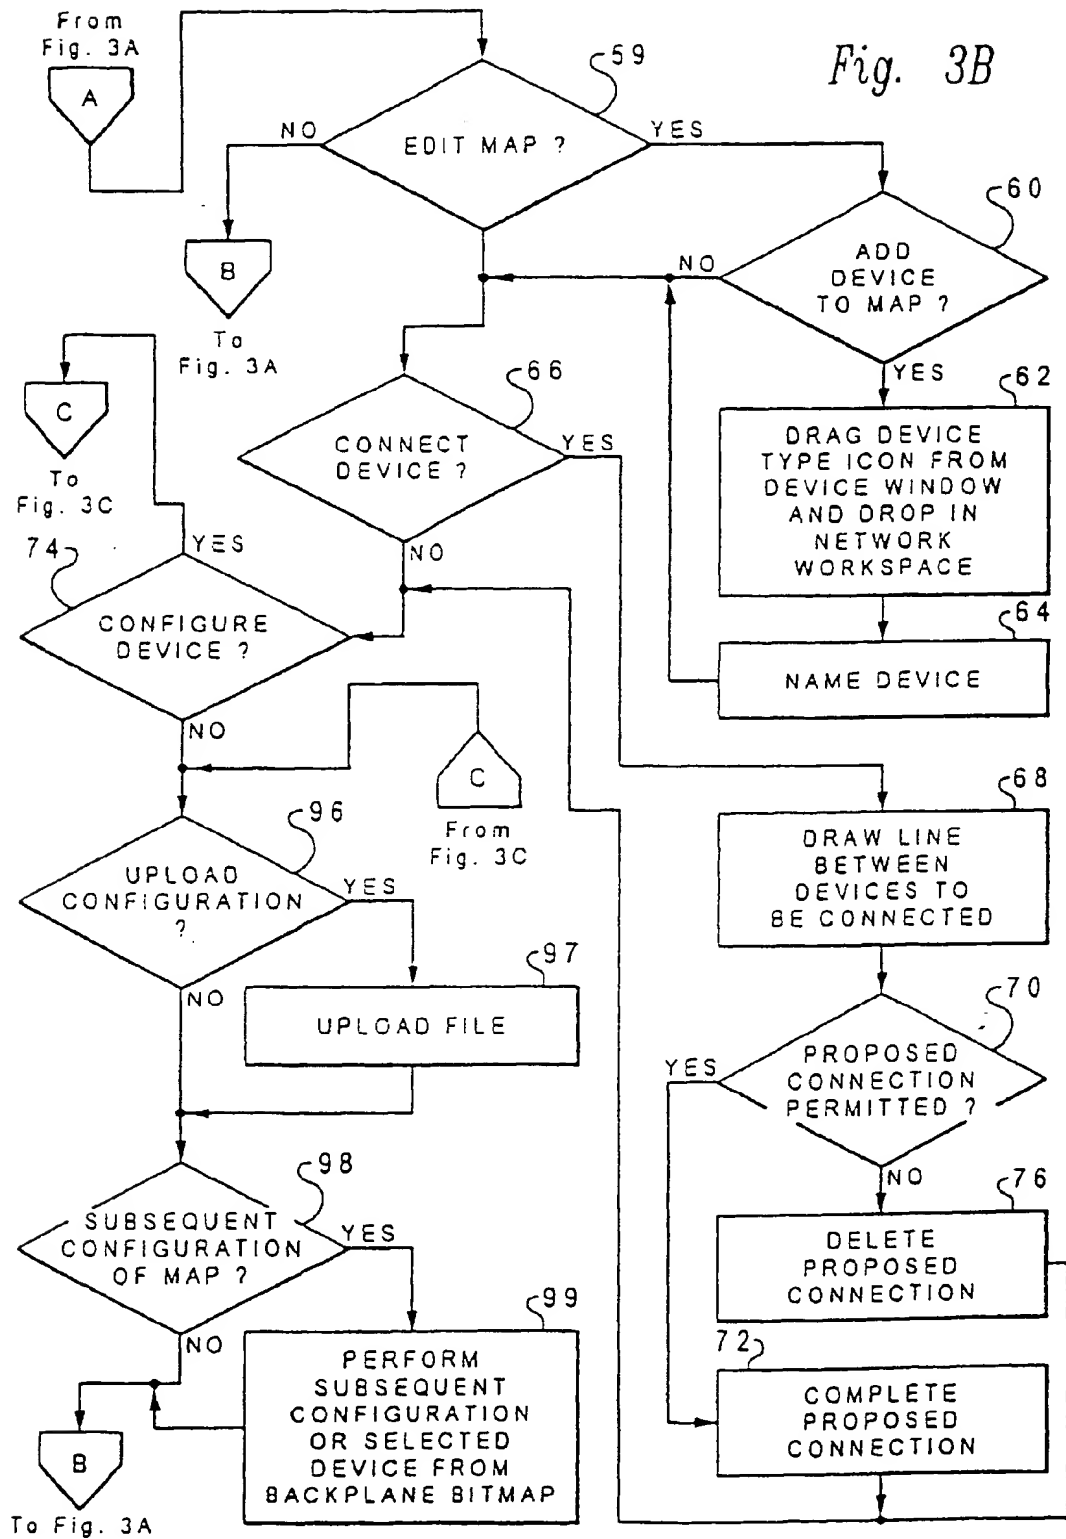 From
Fig. 3A
A
Fig. 3B
59
EDIT MAP ?
NO
YES
B
To
Fig. 3A
60
ADD
DEVICE
TO MAP ?
NO
YES
C
To
Fig. 3C
66
CONNECT
DEVICE ?
YES
NO
62
DRAG DEVICE
TYPE ICON FROM
DEVICE WINDOW
AND DROP IN
NETWORK
WORKSPACE
64
NAME DEVICE
74
YES
CONFIGURE
DEVICE ?
NO
C
From
Fig. 3C
68
DRAW LINE
BETWEEN
DEVICES TO
BE CONNECTED
96
UPLOAD
CONFIGURATION
?
YES
NO
97
UPLOAD FILE
70
PROPOSED
CONNECTION
PERMITTED ?
YES
NO
76
DELETE
PROPOSED
CONNECTION
72
COMPLETE
PROPOSED
CONNECTION
98
SUBSEQUENT
CONFIGURATION
OF MAP ?
YES
NO
99
PERFORM
SUBSEQUENT
CONFIGURATION
OR SELECTED
DEVICE FROM
BACKPLANE BITMAP
B
To Fig. 3A